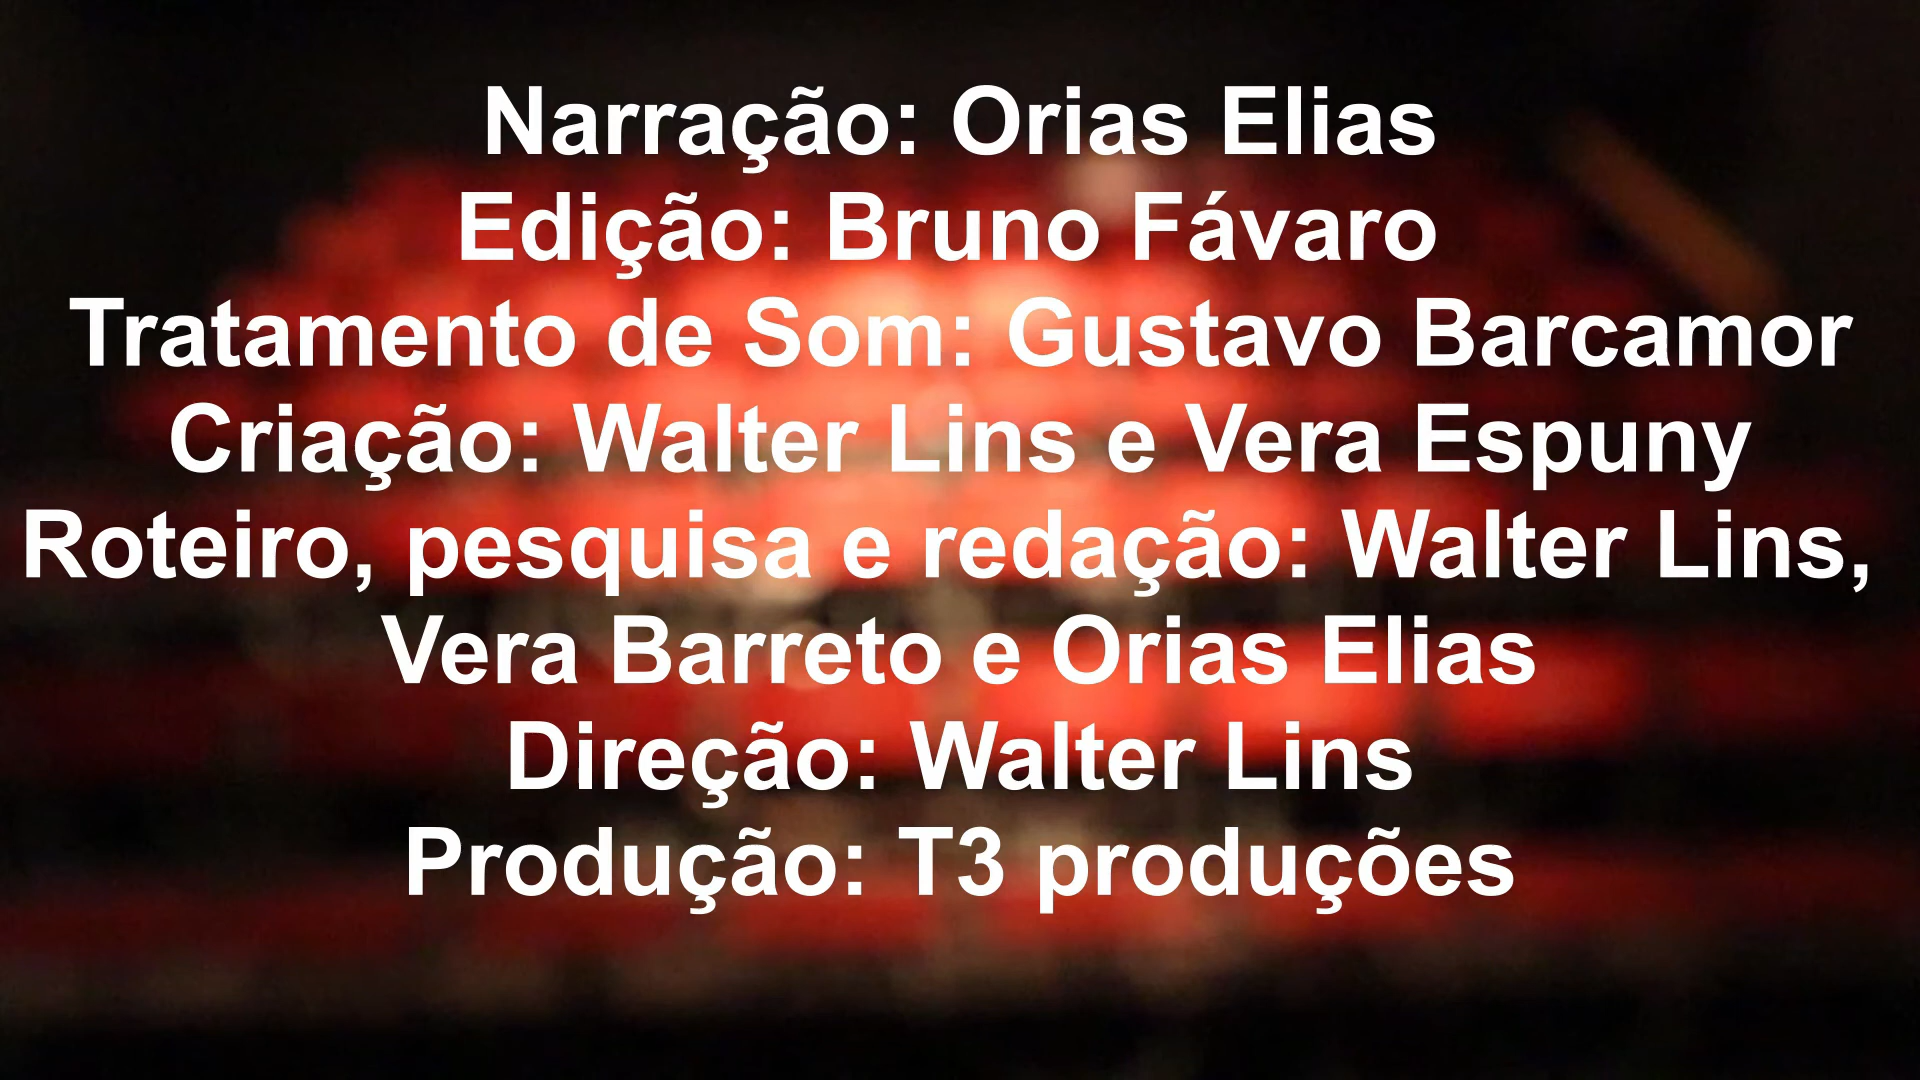 Narração: Orias Elias
Edição: Bruno Fávaro
Tratamento de Som: Gustavo Barcamor
Criação: Walter Lins e Vera Espuny
Roteiro, pesquisa e redação: Walter Lins,
Vera Barreto e Orias Elias
Direção: Walter Lins
Produção: T3 produções